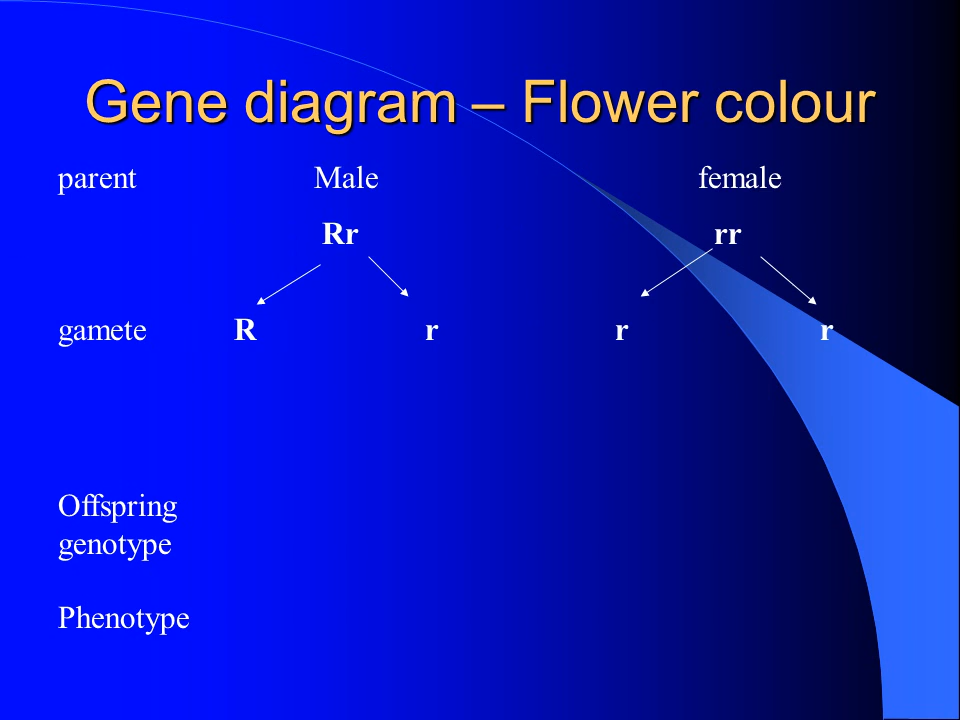 Gene diagram – Flower colour
parent Male female
Rr rr
gamete R r r r
Offspring
genotype
Phenotype